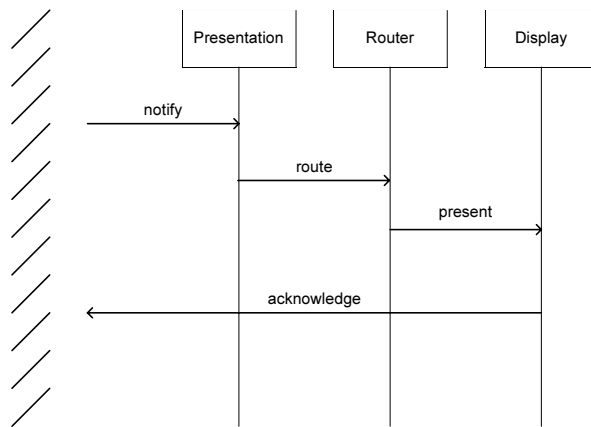 Presentation
Router
Display
notify
route
present
acknowledge